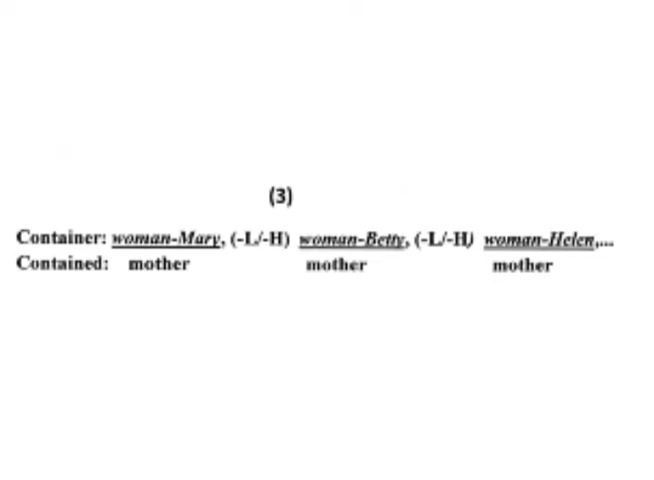 (3)
Container: woman-Mary, (-L/-H) woman-Betty, (-L/-H) woman-Helen,...
Contained: mother mother mother